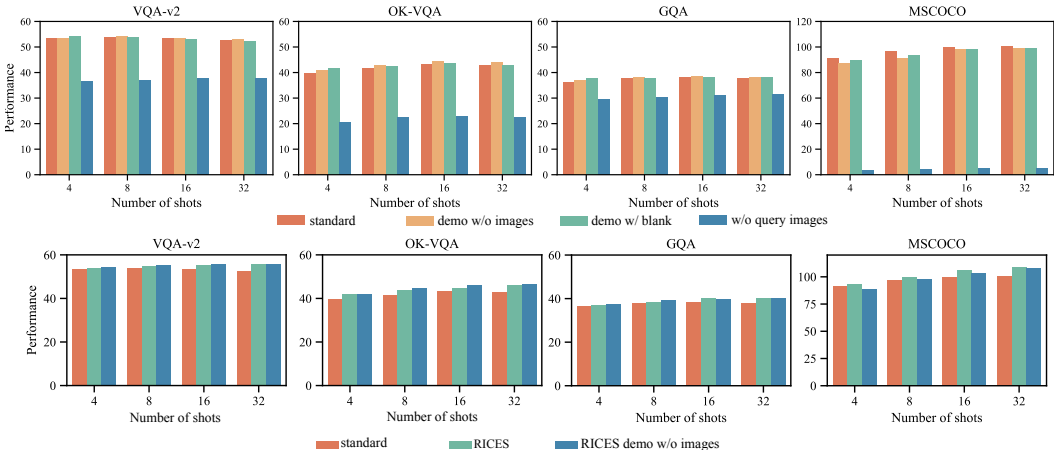 VQA-v2 OK-VQA GQA MSCOCO
Performance
60 50 40 30 20 10 0
60 50 40 30 20 10 0
60 50 40 30 20 10 0
120 100 80 60 40 20 0
4 8 16 32 4 8 16 32 4 8 16 32 4 8 16 32
Number of shots Number of shots Number of shots Number of shots
standard demo w/o images demo w/ blank w/o query images
VQA-v2 OK-VQA GQA MSCOCO
Performance
60 40 20 0
60 40 20 0
60 40 20 0
100 75 50 25 0
4 8 16 32 4 8 16 32 4 8 16 32 4 8 16 32
Number of shots Number of shots Number of shots Number of shots
standard RICES RICES demo w/o images